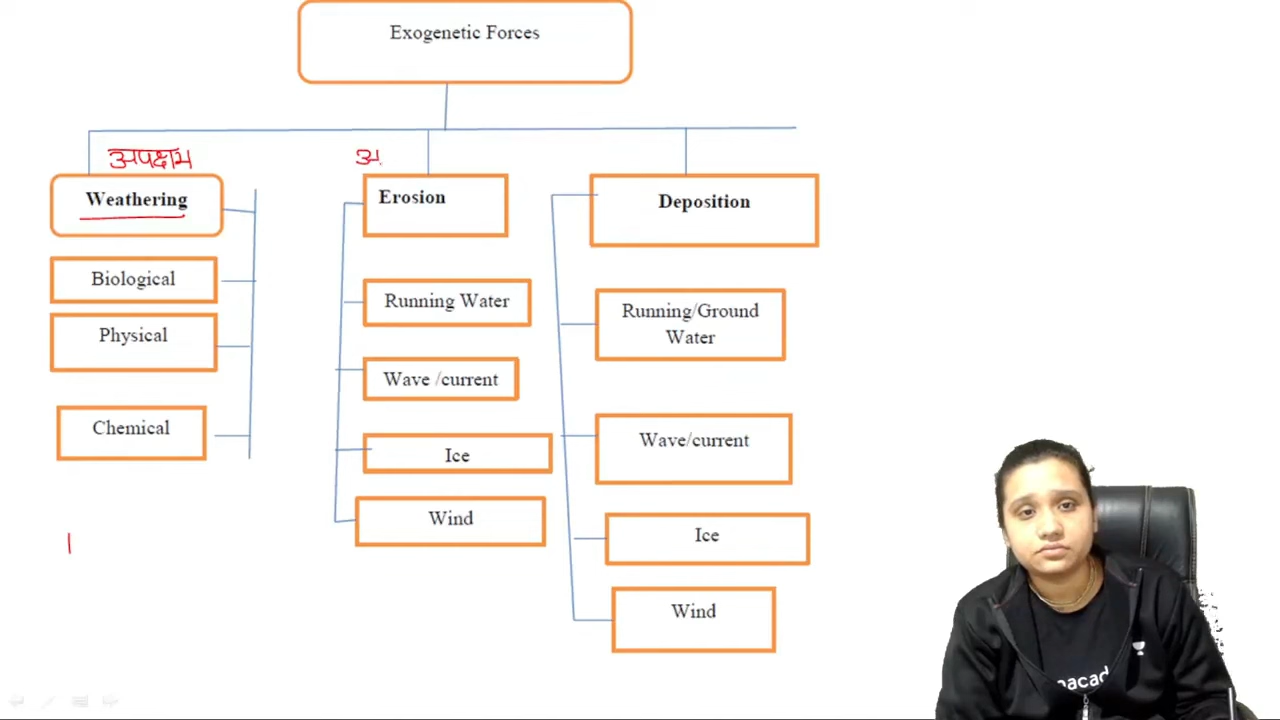 Exogenetic Forces
अपक्षय
Weathering
Biological
Physical
Chemical
अ
Erosion
Running Water
Wave /current
Ice
Wind
Deposition
Running/Ground
Water
Wave/current
Ice
Wind